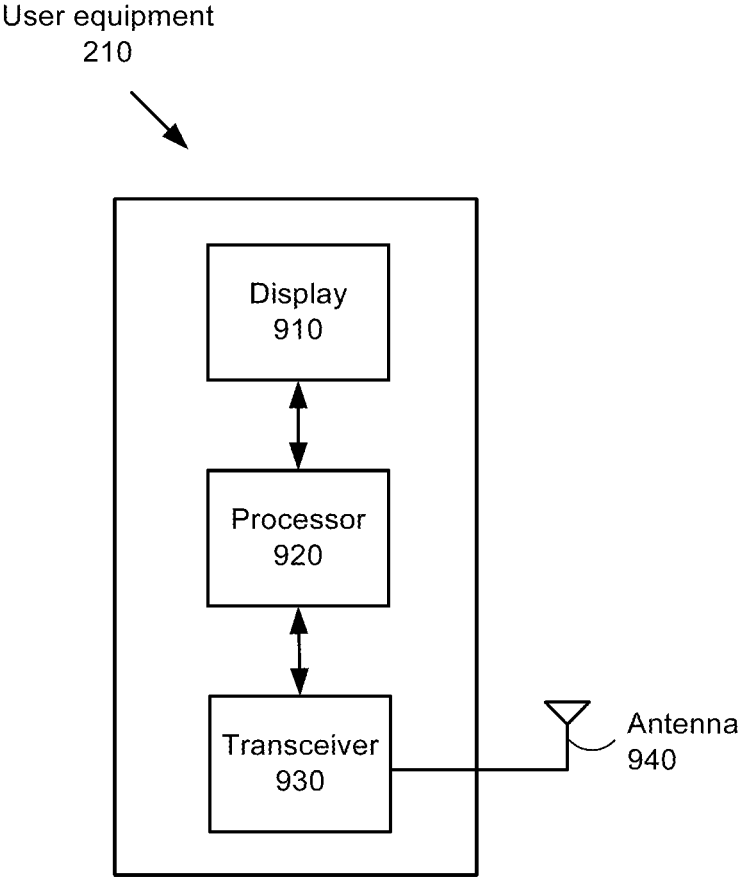 User equipment
210
Display
910
Processor
920
Transceiver
930
Antenna
940